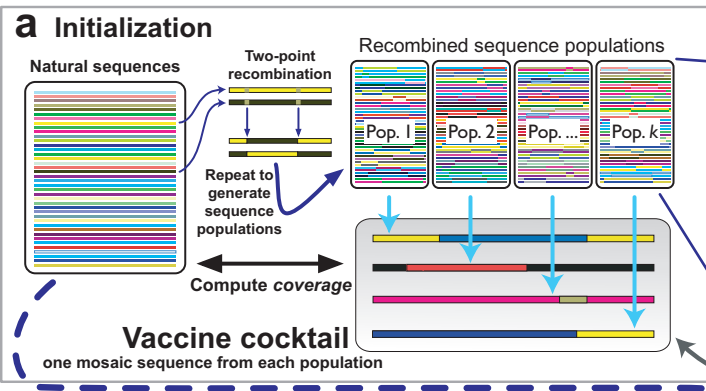 a Initialization
Natural sequences
Two-point
recombination
Repeat to
generate
sequence
populations
Recombined sequence populations
Pop. 1
Pop. 2
Pop. ...
Pop. k
Compute coverage
Vaccine cocktail
one mosaic sequence from each population